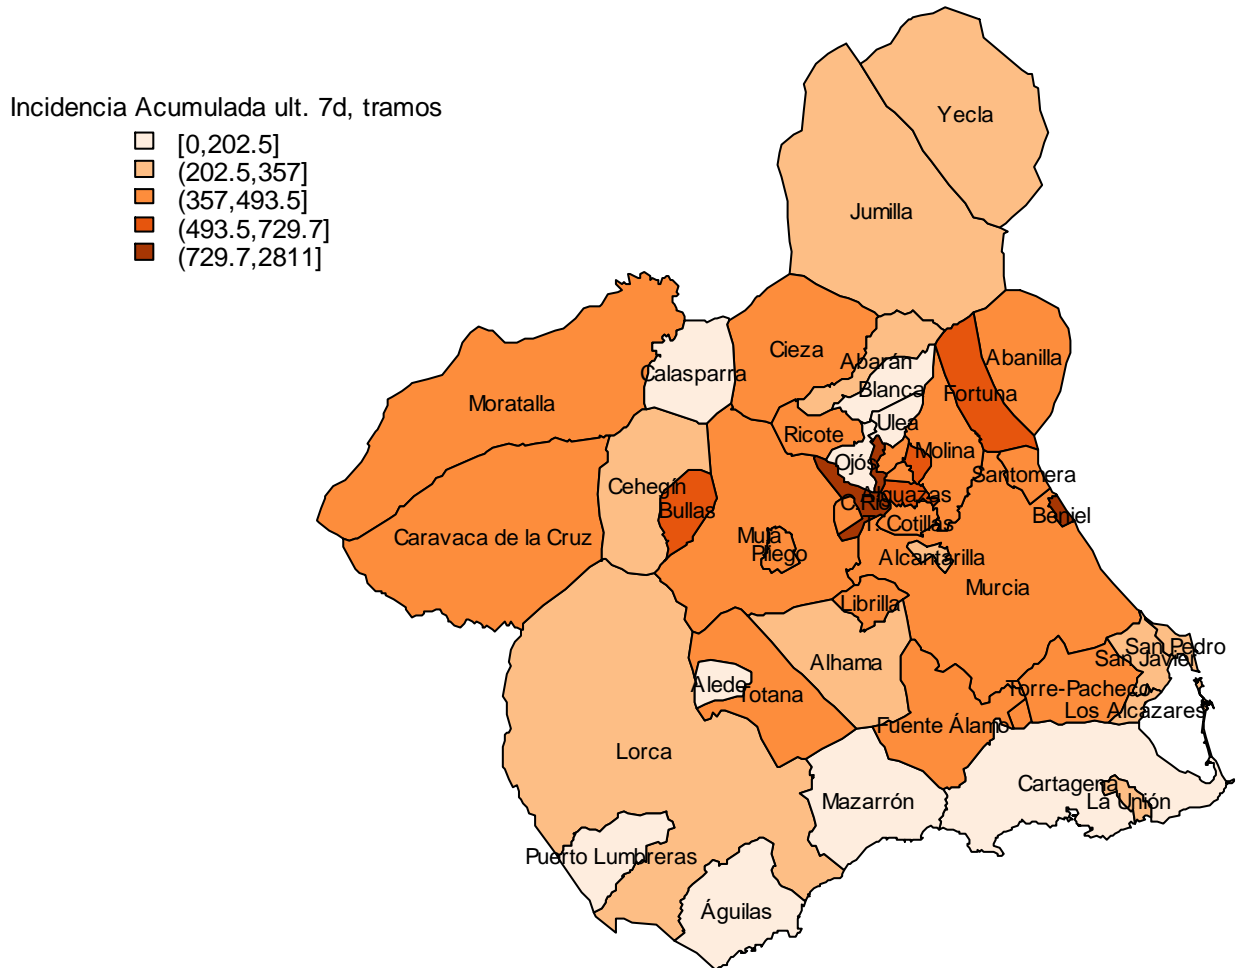 Incidencia Acumulada ult. 7d, tramos
[0,202.5]
(202.5,357]
(357,493.5]
(493.5,729.7]
(729.7,2811]
Yecla
Jumilla
Cieza
Abarán
Abanilla
Calasparra
Blanca
Fortuna
Moratalla
Ulea
Ricote
Molina
Ojós
Santomera
Cehegín
Alguazas
Bullas
C.Rio
Beniel
T. Cotillas
Caravaca de la Cruz
Mula
Pliego
Alcantarilla
Murcia
Librilla
San Pedro
San Javier
Alhama
Alede
Totana
Torre-Pacheco
Los Alcázares
Fuente Álamo
Lorca
Cartagena
Mazarrón
La Unión
Puerto Lumbreras
Águilas